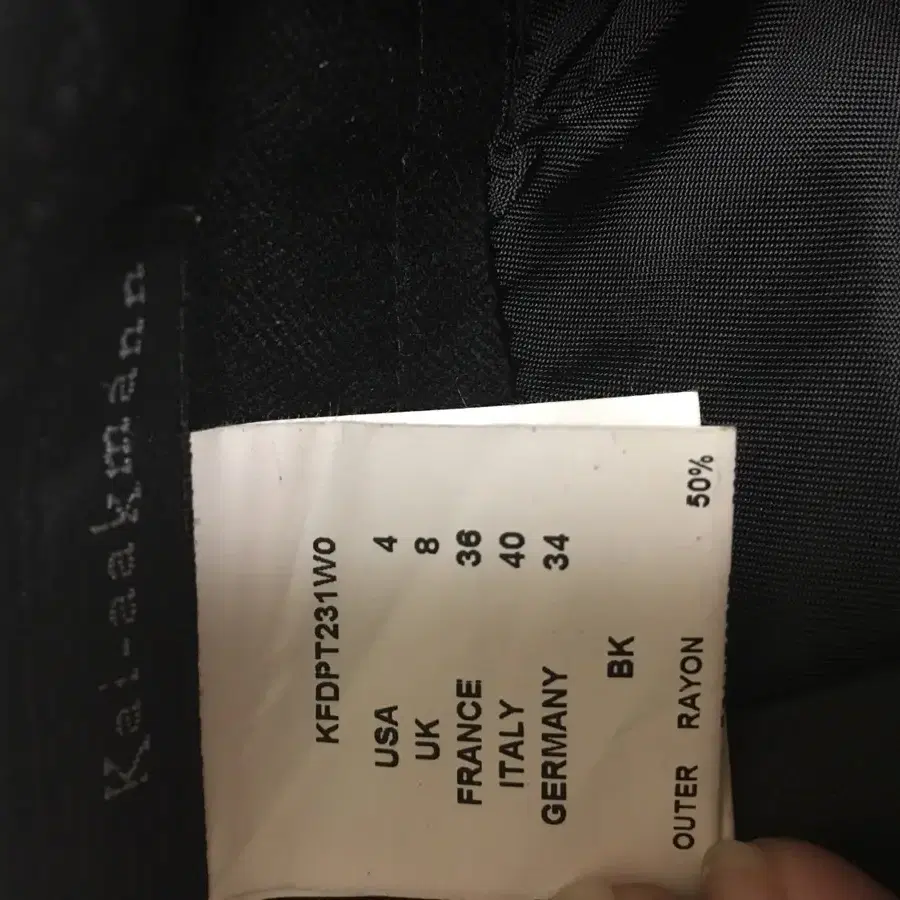 Kai-aakmann
KFDPT231W0
USA 4
UK 8
FRANCE 36
ITALY 40
GERMANY 34
BK
OUTER RAYON 50%